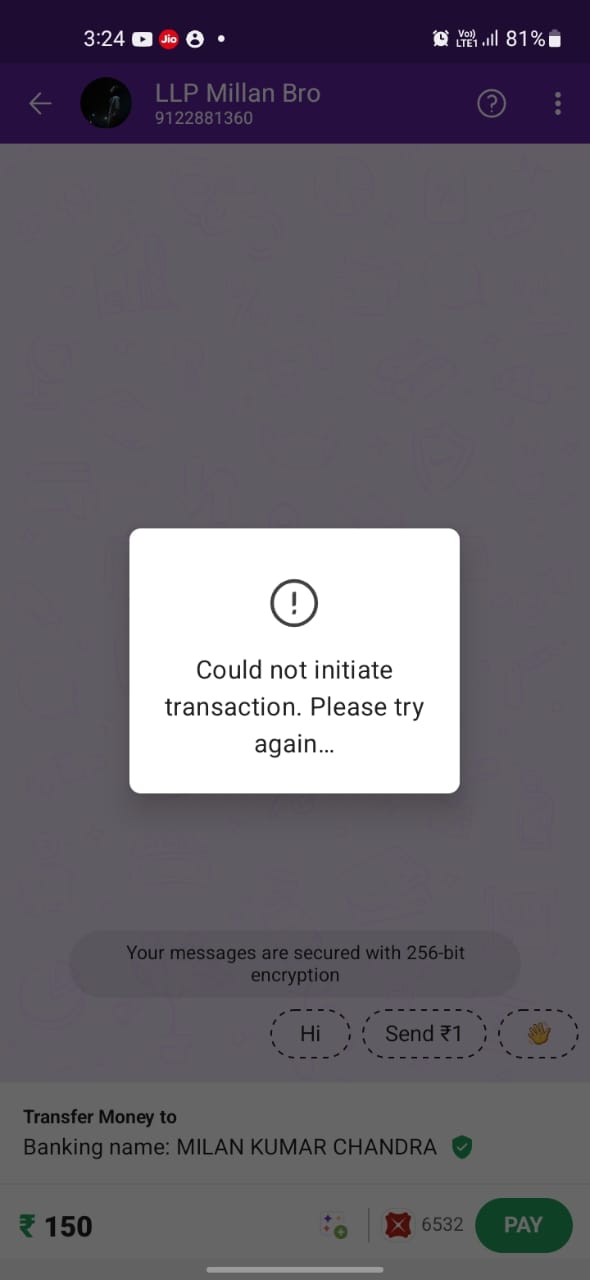 3:24
Jio
Vo))
LTE1
81%
LLP Millan Bro
?
9122881360
!
Could not initiate
transaction. Please try
again...
Your messages are secured with 256-bit
encryption
Hi
Send ₹1
Transfer Money to
Banking name: MILAN KUMAR CHANDRA
₹ 150
6532
PAY